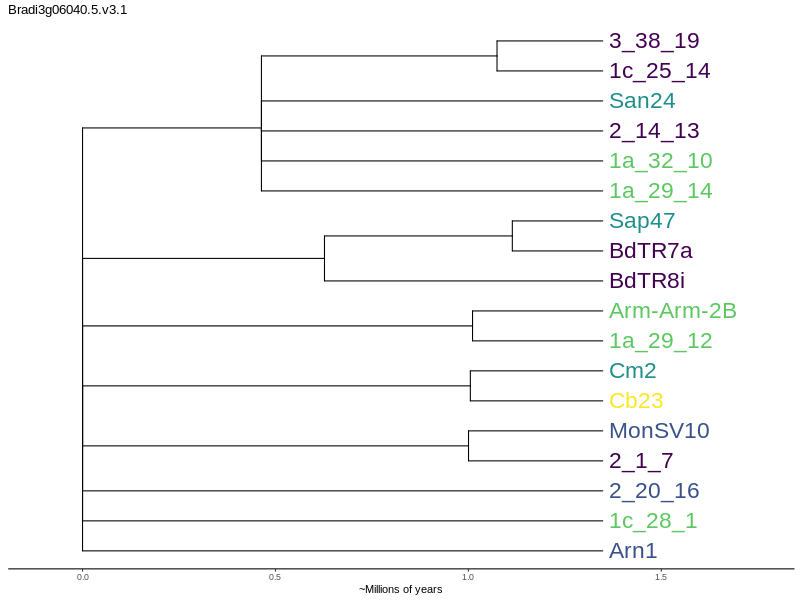 Bradi3g06040.5.v3.1
3_38_19
1c_25_14
San24
2_14_13
1a_32_10
1a_29_14
Sap47
BdTR7a
BdTR8i
Arm-Arm-2B
1a_29_12
Cm2
Cb23
MonSV10
2_1_7
2_20_16
1c_28_1
Arn1
0.0 0.5 1.0 1.5
~Millions of years